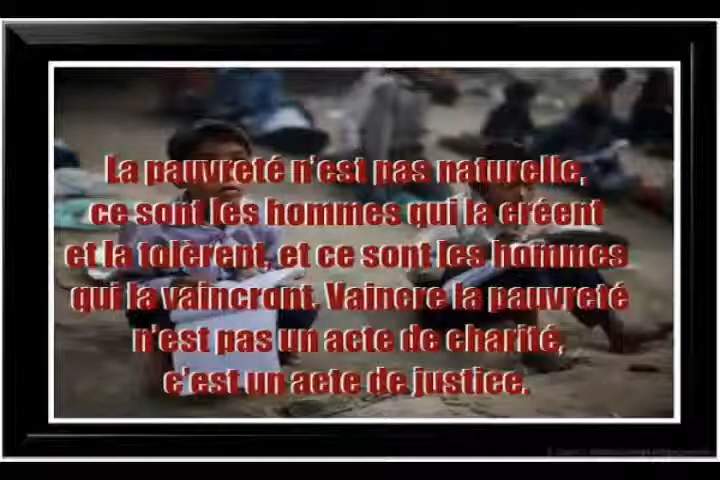 La pauvreté n'est pas naturelle,
ce sont les hommes qui la créent
et la tolèrent, et ce sont les hommes
qui la vaincront. Vaincre la pauvreté
n'est pas un acte de charité,
c'est un acte de justice.